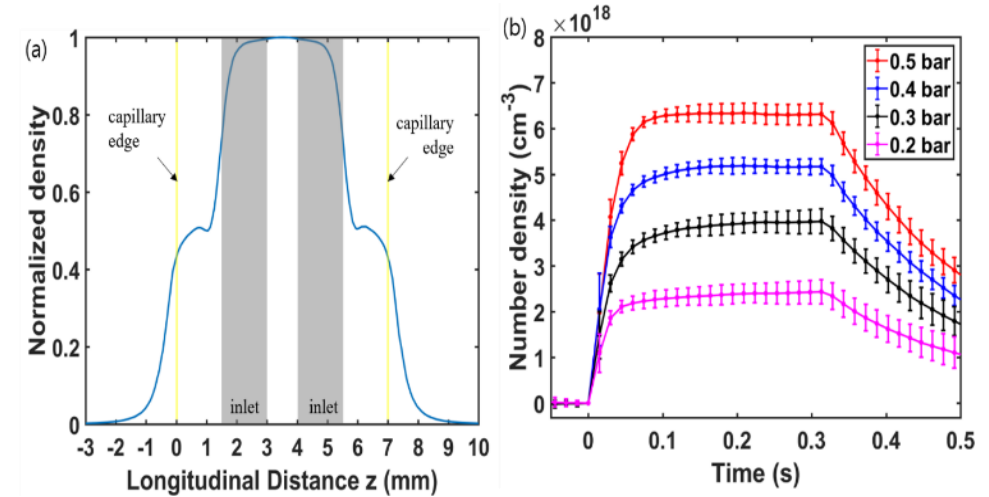 (a)
1
0.8
0.6
0.4
0.2
0
Normalized density
capillary
edge
capillary
edge
inlet
inlet
-3 -2 -1 0 1 2 3 4 5 6 7 8 9 10
Longitudinal Distance z (mm)
(b)
×10^18
8
7
6
5
4
3
2
1
0
Number density (cm^-3)
0.5 bar
0.4 bar
0.3 bar
0.2 bar
0 0.1 0.2 0.3 0.4 0.5
Time (s)